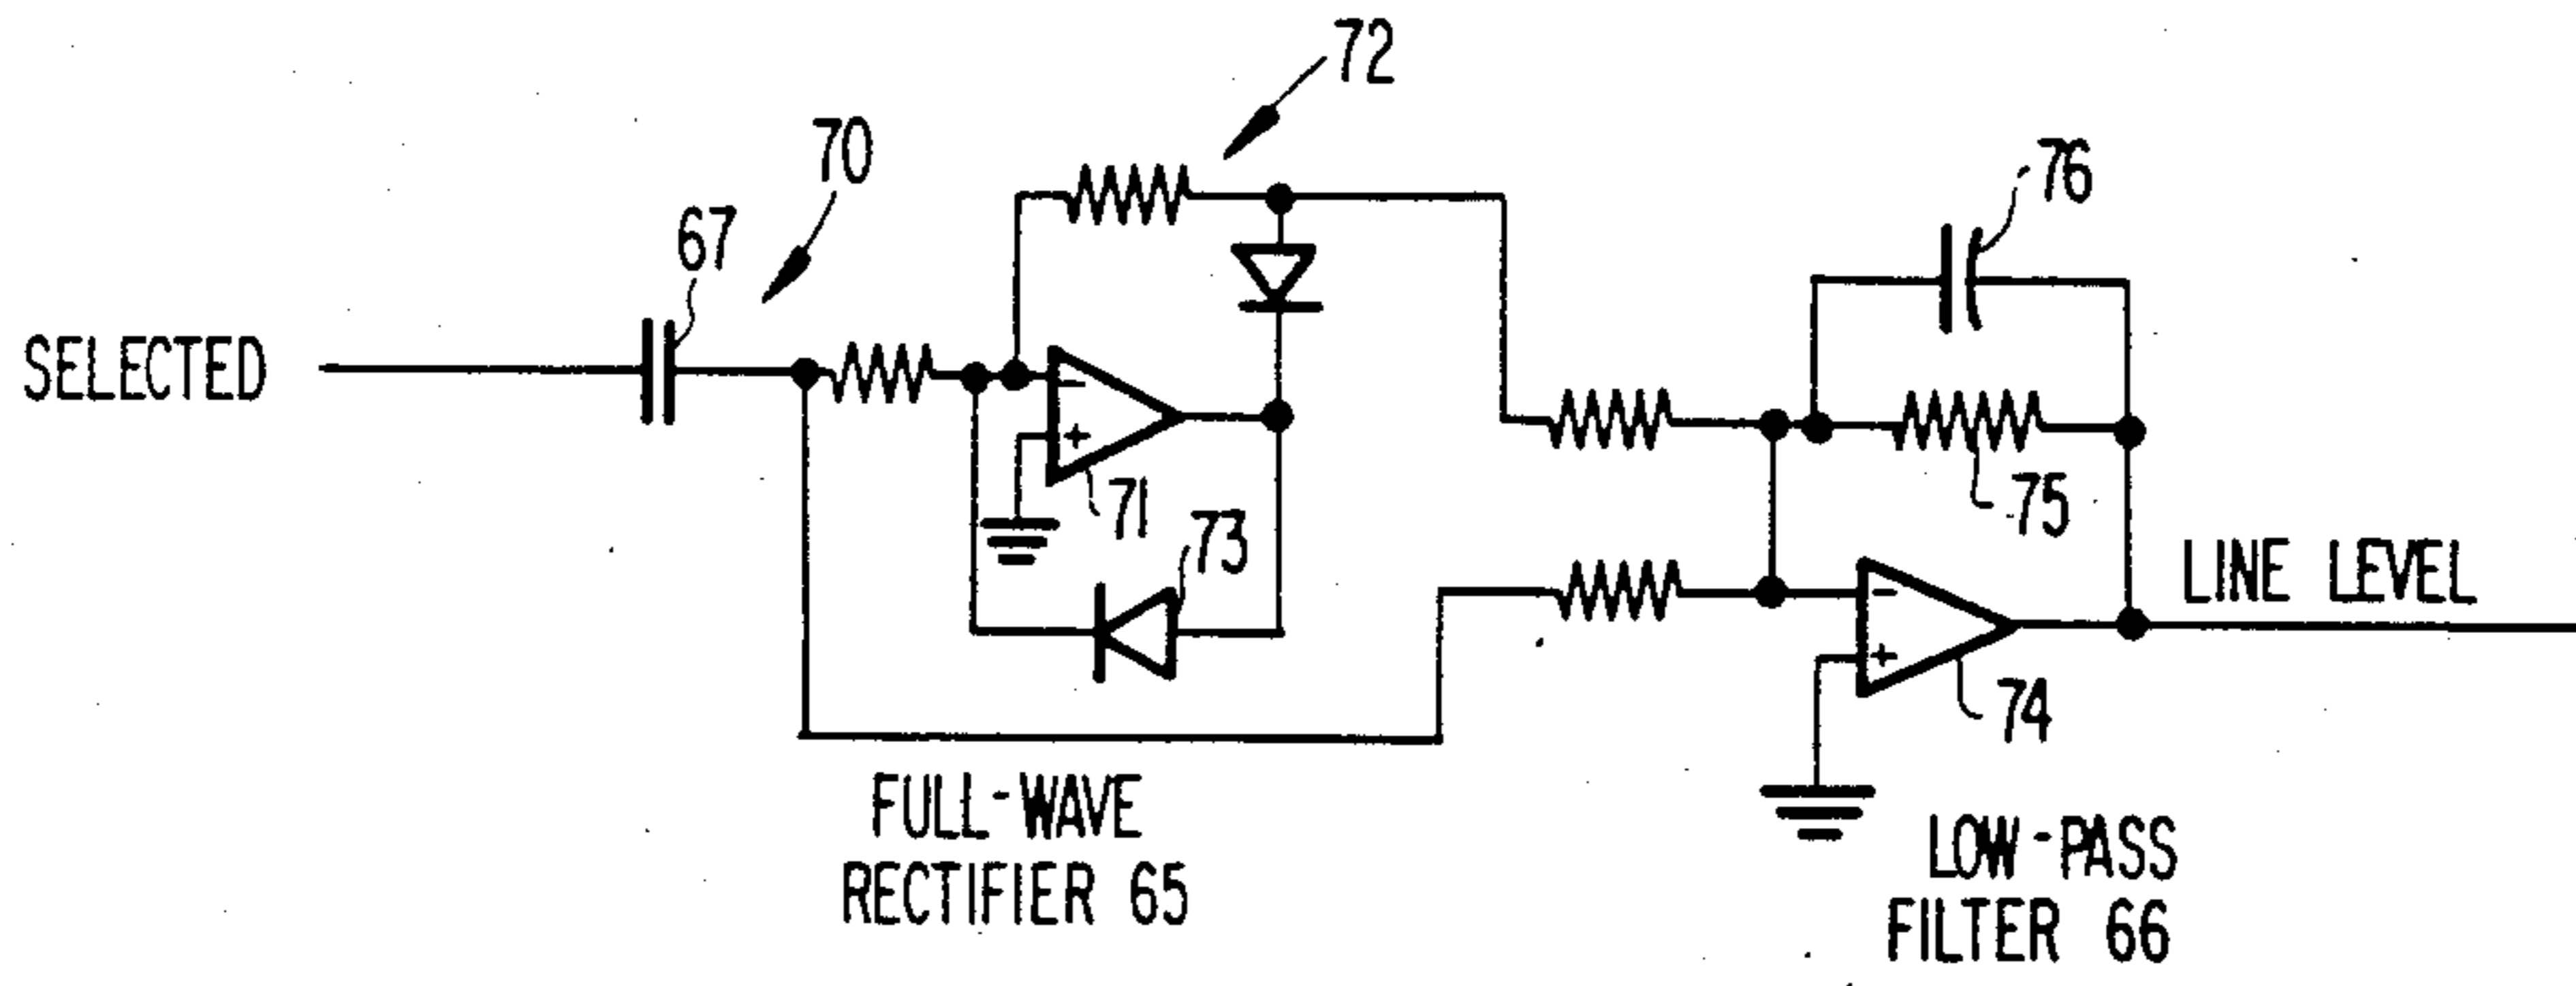 72
70
76
67
SELECTED
-
+
71
73
75
LINE LEVEL
-
+
74
FULL-WAVE
RECTIFIER 65
LOW-PASS
FILTER 66